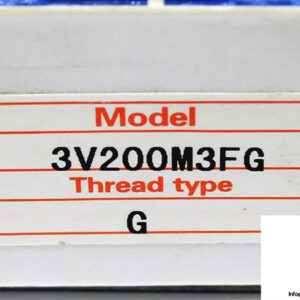 Model
3V200M3FG
Thread type
G